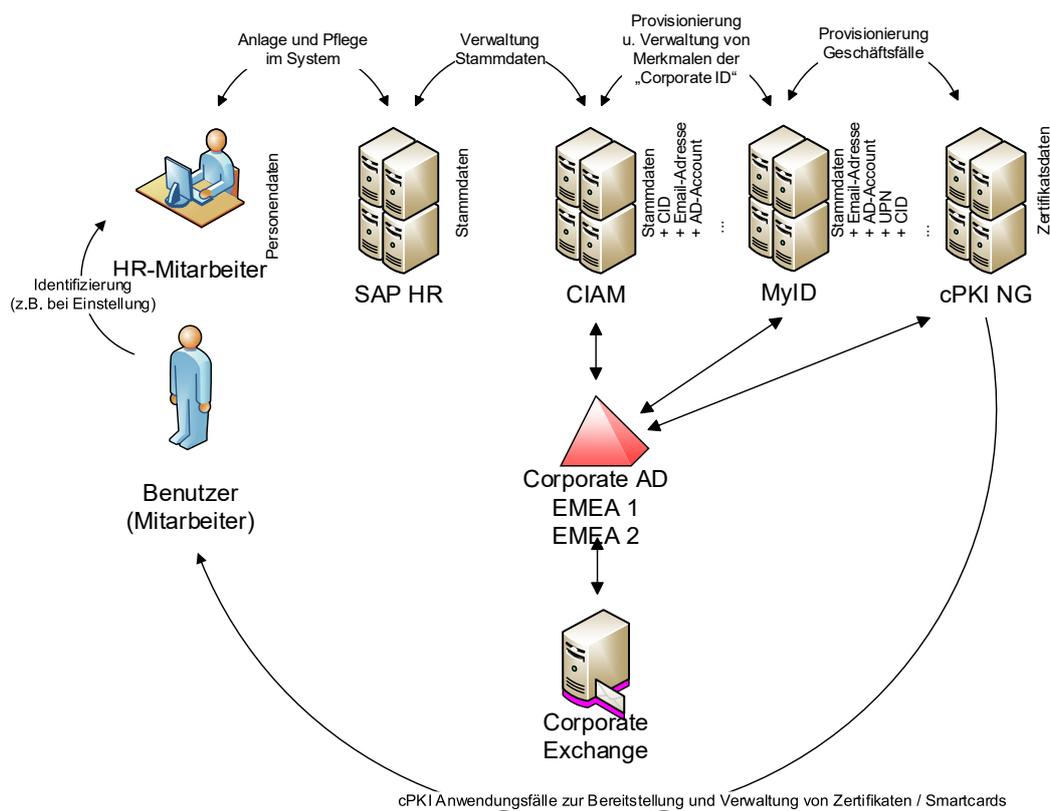 Anlage und Pflege
im System
Verwaltung
Stammdaten
Provisionierung
u. Verwaltung von
Merkmalen der
„Corporate ID“
Provisionierung
Geschäftsfälle
Personendaten
Stammdaten
Stammdaten
+ CID
+ Email-Adresse
+ AD-Account
...
Stammdaten
+ Email-Adresse
+ AD-Account
+ UPN
+ CID
...
Zertifikatsdaten
HR-Mitarbeiter
SAP HR
CIAM
MyID
cPKI NG
Identifizierung
(z.B. bei Einstellung)
Benutzer
(Mitarbeiter)
Corporate AD
EMEA 1
EMEA 2
Corporate
Exchange
cPKI Anwendungsfälle zur Bereitstellung und Verwaltung von Zertifikaten / Smartcards